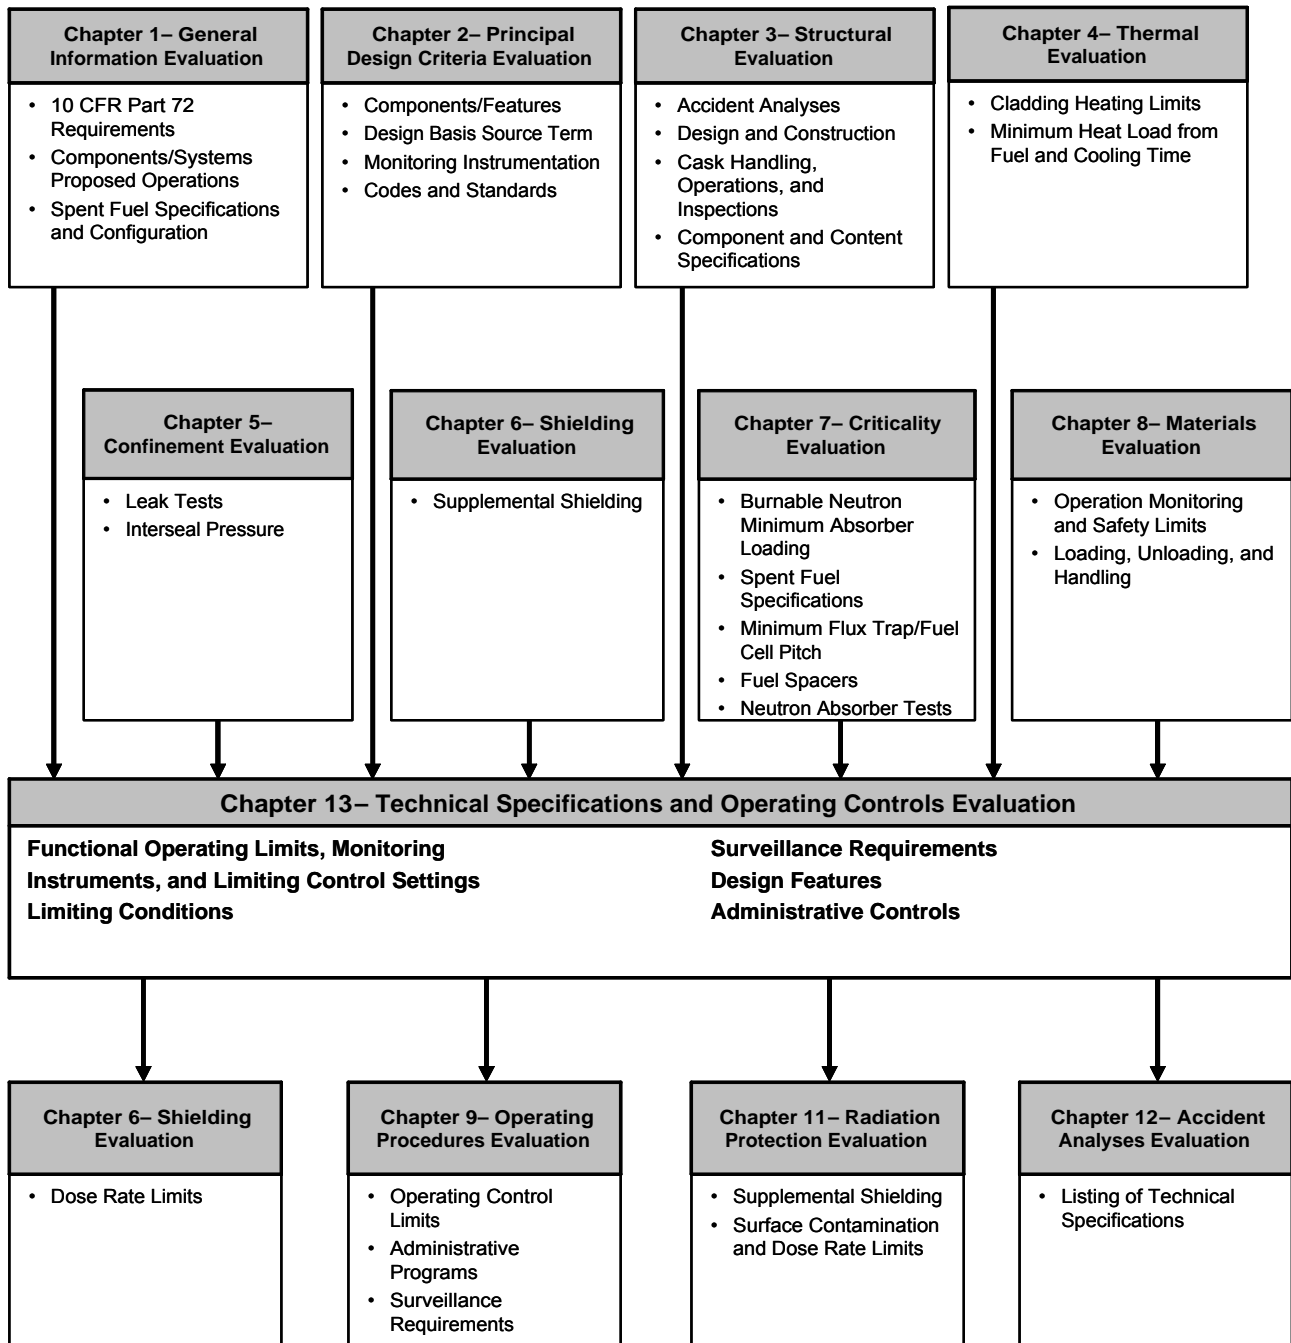 Chapter 1– General
Information Evaluation
• 10 CFR Part 72
Requirements
• Components/Systems
Proposed Operations
• Spent Fuel Specifications
and Configuration
Chapter 2– Principal
Design Criteria Evaluation
• Components/Features
• Design Basis Source Term
• Monitoring Instrumentation
• Codes and Standards
Chapter 3– Structural
Evaluation
• Accident Analyses
• Design and Construction
• Cask Handling,
Operations, and
Inspections
• Component and Content
Specifications
Chapter 4– Thermal
Evaluation
• Cladding Heating Limits
• Minimum Heat Load from
Fuel and Cooling Time
Chapter 5–
Confinement Evaluation
• Leak Tests
• Interseal Pressure
Chapter 6– Shielding
Evaluation
• Supplemental Shielding
Chapter 7– Criticality
Evaluation
• Burnable Neutron
Minimum Absorber
Loading
• Spent Fuel
Specifications
• Minimum Flux Trap/Fuel
Cell Pitch
• Fuel Spacers
• Neutron Absorber Tests
Chapter 8– Materials
Evaluation
• Operation Monitoring
and Safety Limits
• Loading, Unloading, and
Handling
Chapter 13– Technical Specifications and Operating Controls Evaluation
Functional Operating Limits, Monitoring
Instruments, and Limiting Control Settings
Limiting Conditions
Surveillance Requirements
Design Features
Administrative Controls
Chapter 6– Shielding
Evaluation
• Dose Rate Limits
Chapter 9– Operating
Procedures Evaluation
• Operating Control
Limits
• Administrative
Programs
• Surveillance
Requirements
Chapter 11– Radiation
Protection Evaluation
• Supplemental Shielding
• Surface Contamination
and Dose Rate Limits
Chapter 12– Accident
Analyses Evaluation
• Listing of Technical
Specifications